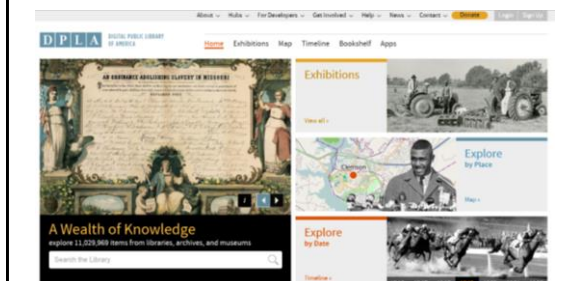 About Hubs For Developers Get Involved Help News Contact Donate Login Sign Up
DPLA DIGITAL PUBLIC LIBRARY
OF AMERICA
Home Exhibitions Map Timeline Bookshelf Apps
AN ORDINANCE ABOLISHING SLAVERY IN MISSOURI
Exhibitions
View all »
Clemson
Explore
by Place
Map »
i
A Wealth of Knowledge
explore 11,029,969 items from libraries, archives, and museums
Search the Library
Explore
by Date
Timeline »